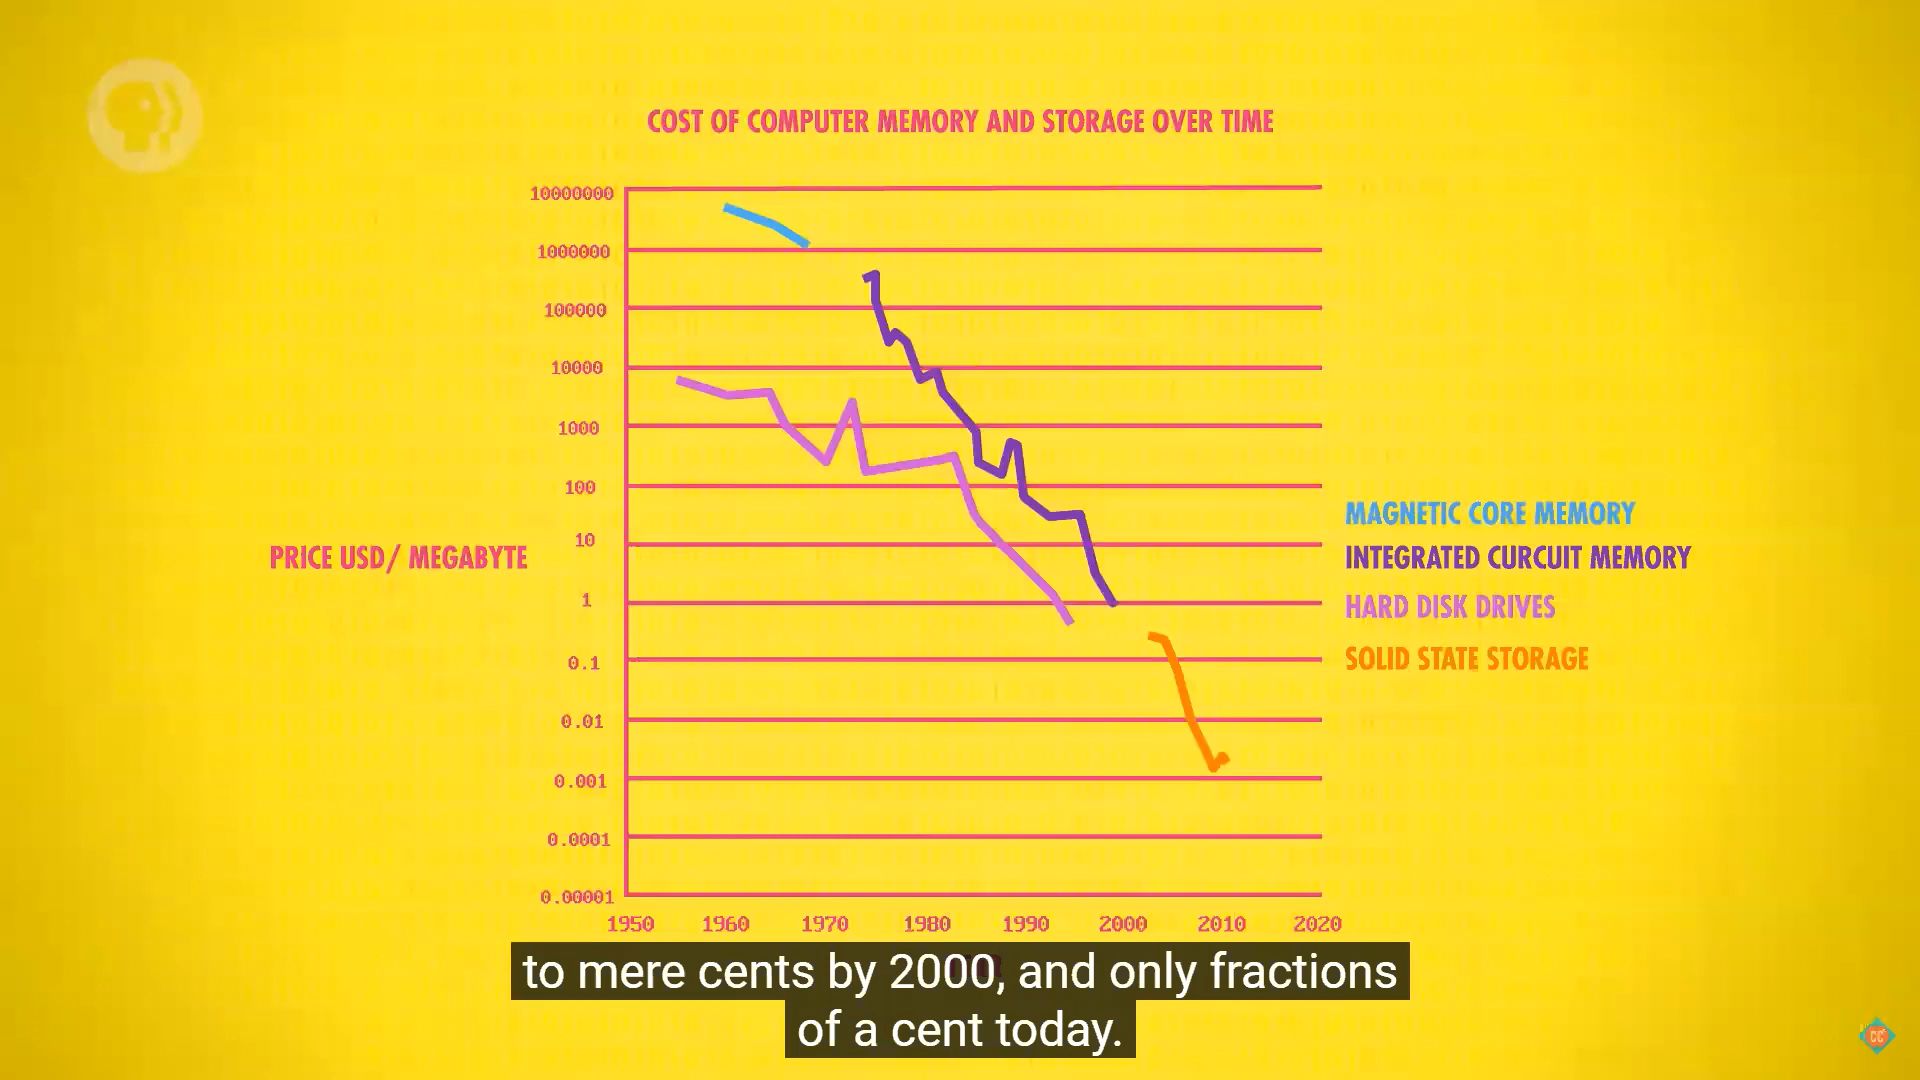 COST OF COMPUTER MEMORY AND STORAGE OVER TIME
10000000
1000000
100000
10000
1000
100
10
1
0.1
0.01
0.001
0.0001
0.00001
PRICE USD/ MEGABYTE
MAGNETIC CORE MEMORY
INTEGRATED CURCUIT MEMORY
HARD DISK DRIVES
SOLID STATE STORAGE
1950 1960 1970 1980 1990 2000 2010 2020
to mere cents by 2000, and only fractions
of a cent today.
CC